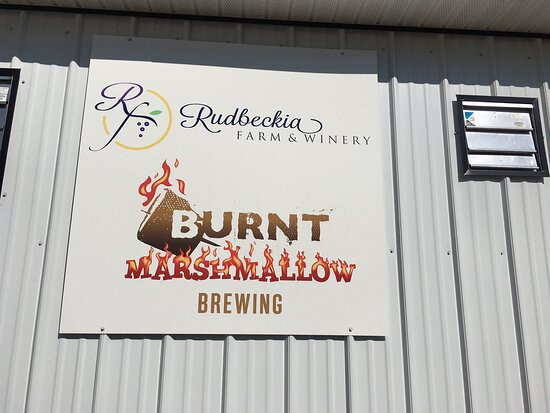 RF
Rudbeckia
FARM & WINERY
BURNT
MARSHMALLOW
BREWING